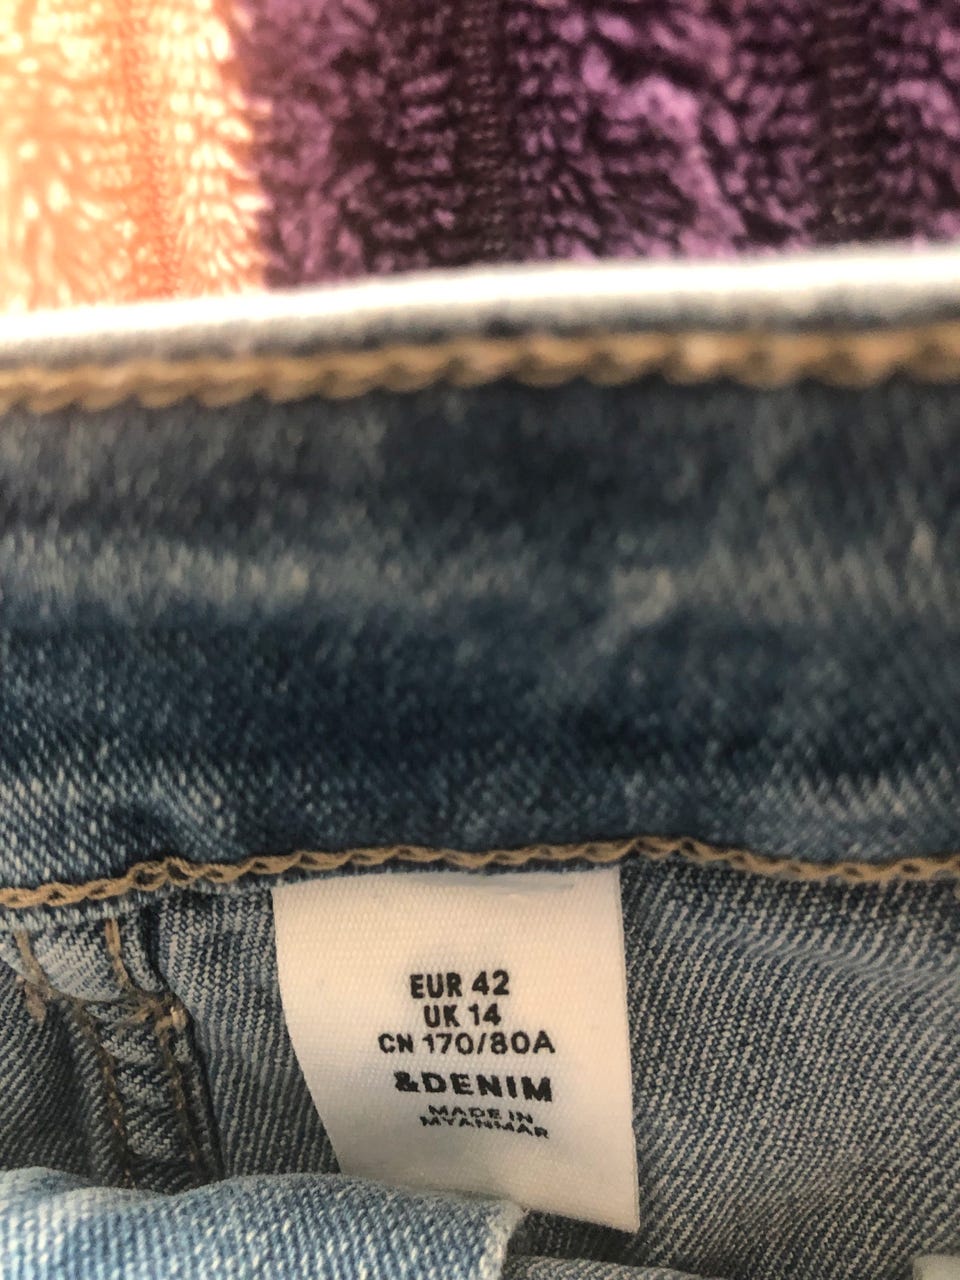 EUR 42
UK 14
CN 170/80A
&DENIM
MADE IN
MYANMAR